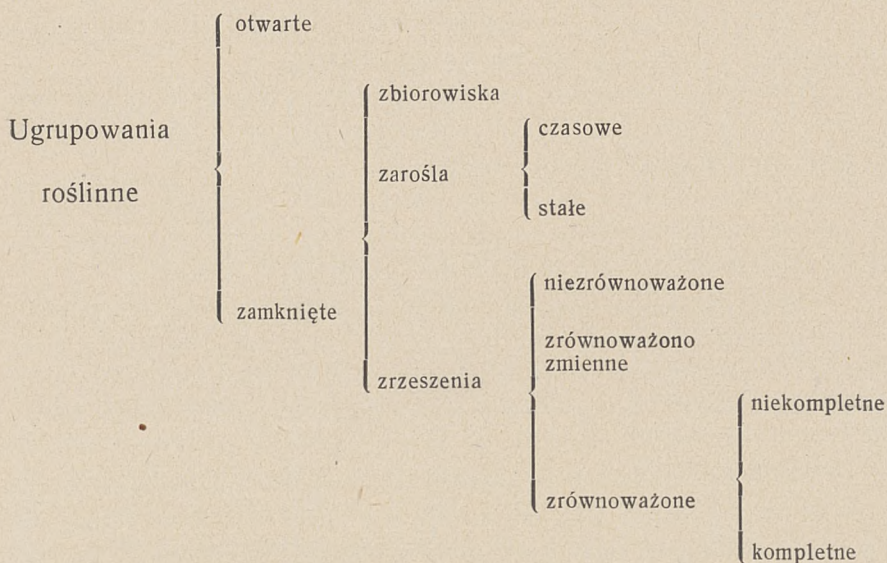 Ugrupowania
roślinne
otwarte
zamknięte
zbiorowiska
zarośla
zrzeszenia
czasowe
stałe
niezrównoważone
zrównoważono
zmienne
zrównoważone
niekompletne
kompletne